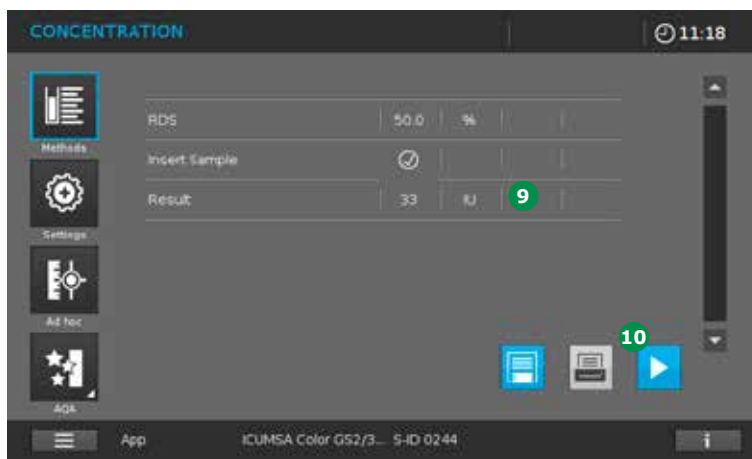 CONCENTRATION 11:18
Methods
RDS 50.0 %
Insert Sample
Result 33 IU 9
Settings
Ad hoc
10
AQA
App ICUMSA Color GS2/3... S-ID 0244 i